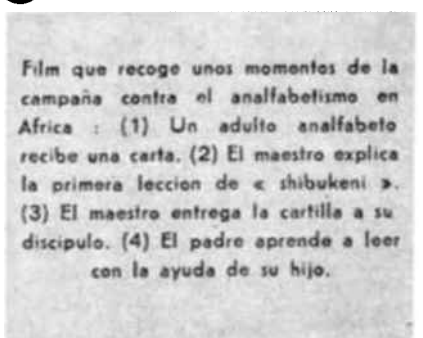 Film que recoge unos momentos de la
campaña contra el analfabetismo en
Africa : (1) Un adulto analfabeto
recibe una carta. (2) El maestro explica
la primera leccion de « shibukeni ».
(3) El maestro entrega la cartilla a su
discipulo. (4) El padre aprende a leer
con la ayuda de su hijo.